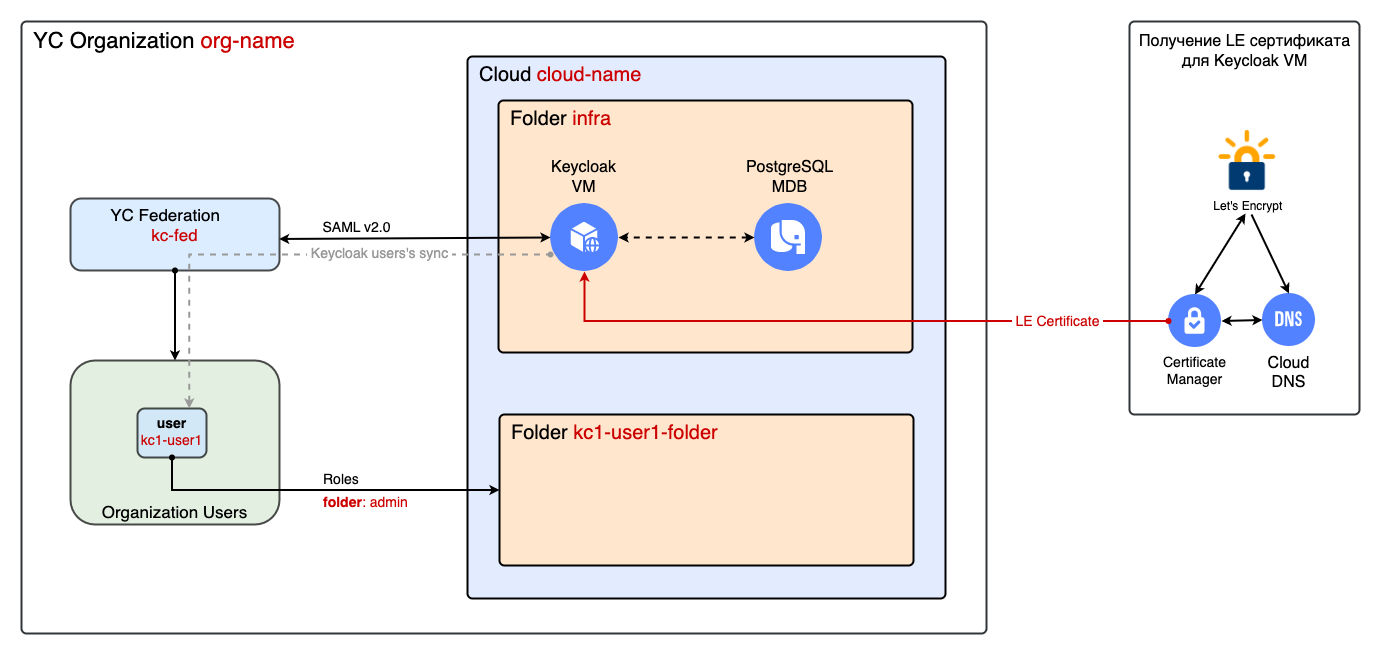 YC Organization org-name
Cloud cloud-name
Folder infra
Keycloak
VM
PostgreSQL
MDB
YC Federation
kc-fed
SAML v2.0
Keycloak users's sync
LE Certificate
user
kc1-user1
Organization Users
Roles
folder: admin
Folder kc1-user1-folder
Получение LE сертификата
для Keycloak VM
Let's Encrypt
DNS
Certificate
Manager
Cloud
DNS